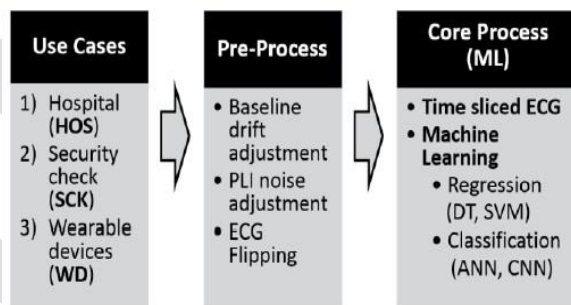 Use Cases
1) Hospital
(HOS)
2) Security
check
(SCK)
3) Wearable
devices
(WD)
Pre-Process
• Baseline
drift
adjustment
• PLI noise
adjustment
• ECG
Flipping
Core Process
(ML)
• Time sliced ECG
• Machine
Learning
• Regression
(DT, SVM)
• Classification
(ANN, CNN)